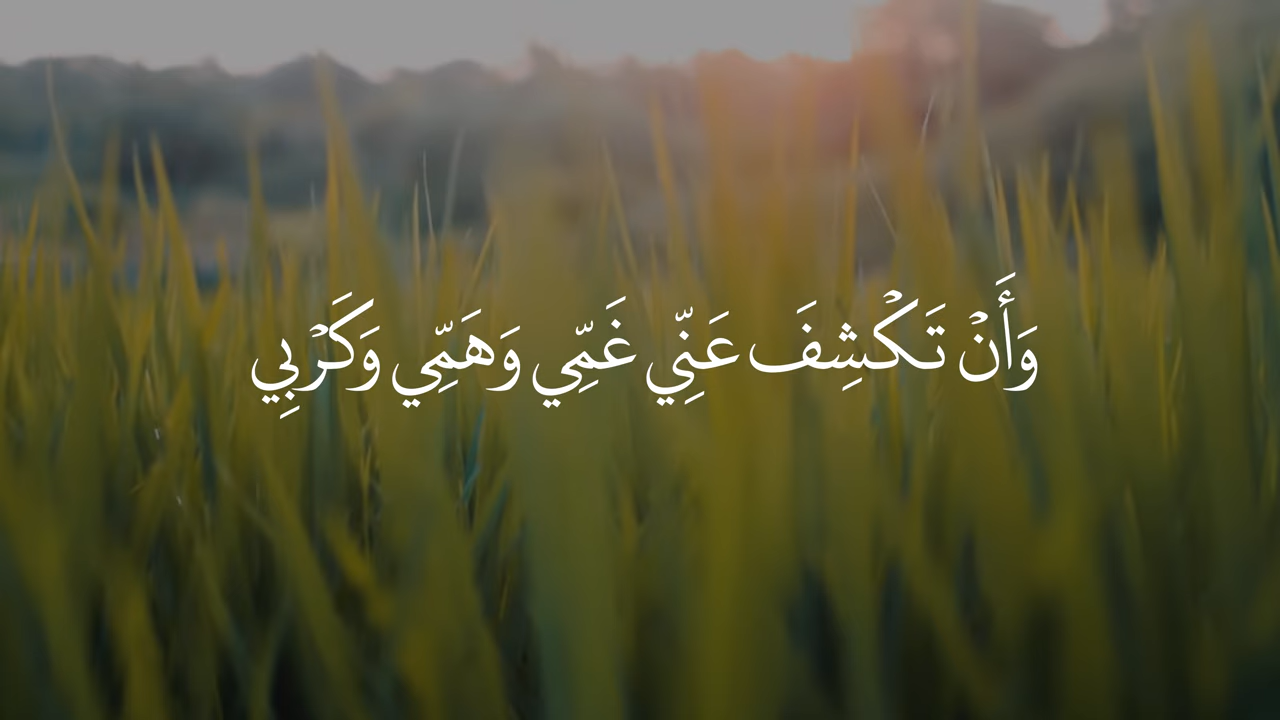 وَأَنْ تَكْشِفَ عَنِّي غَمِّي وَهَمِّي وَكَرْبِي